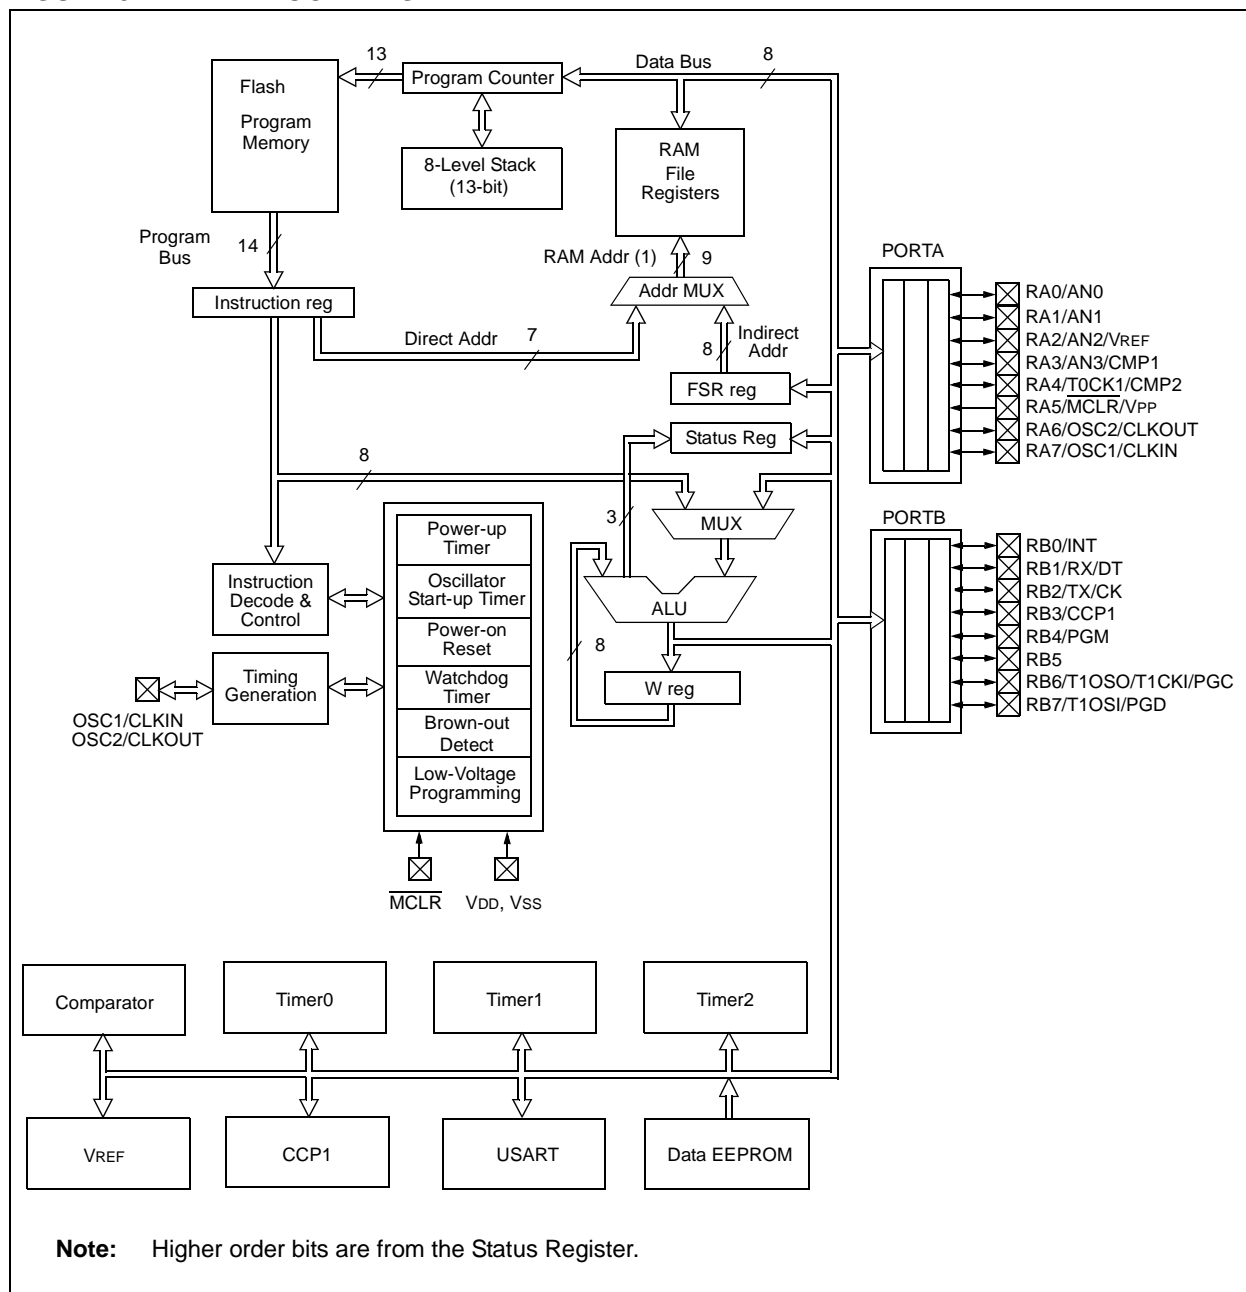 13
Program Counter
Data Bus
8
Flash
Program
Memory
8-Level Stack
(13-bit)
RAM
File
Registers
Program
Bus
14
RAM Addr (1)
9
Addr MUX
Instruction reg
Direct Addr
7
Indirect
Addr
8
FSR reg
Status Reg
8
3
MUX
ALU
8
W reg
PORTA
RA0/AN0
RA1/AN1
RA2/AN2/VREF
RA3/AN3/CMP1
RA4/T0CK1/CMP2
RA5/MCLR/VPP
RA6/OSC2/CLKOUT
RA7/OSC1/CLKIN
PORTB
RB0/INT
RB1/RX/DT
RB2/TX/CK
RB3/CCP1
RB4/PGM
RB5
RB6/T1OSO/T1CKI/PGC
RB7/T1OSI/PGD
Instruction
Decode &
Control
Timing
Generation
OSC1/CLKIN
OSC2/CLKOUT
Power-up
Timer
Oscillator
Start-up Timer
Power-on
Reset
Watchdog
Timer
Brown-out
Detect
Low-Voltage
Programming
MCLR
VDD, VSS
Comparator
Timer0
Timer1
Timer2
VREF
CCP1
USART
Data EEPROM
Note: Higher order bits are from the Status Register.